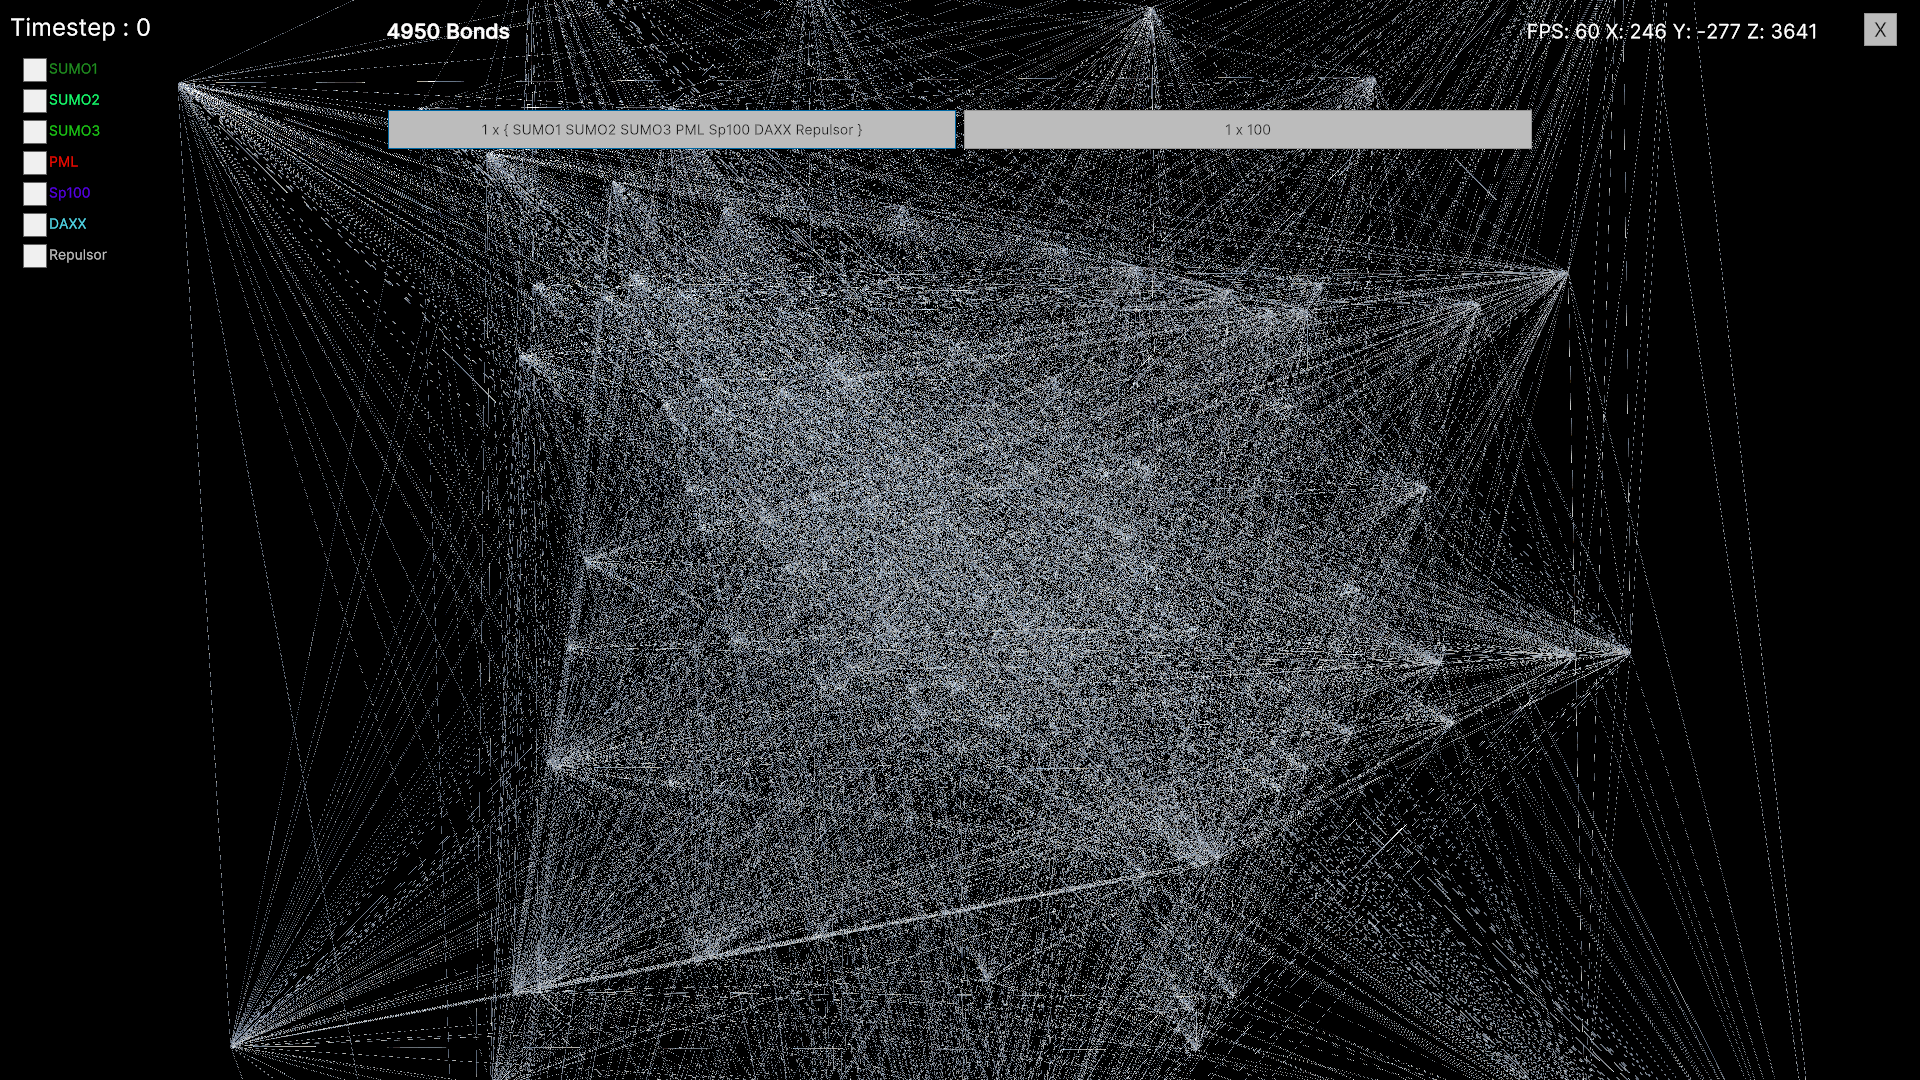 Timestep : 0
4950 Bonds
FPS: 60 X: 246 Y: -277 Z: 3641
X
SUMO1
SUMO2
SUMO3
PML
Sp100
DAXX
Repulsor
1 x { SUMO1 SUMO2 SUMO3 PML Sp100 DAXX Repulsor }
1 x 100